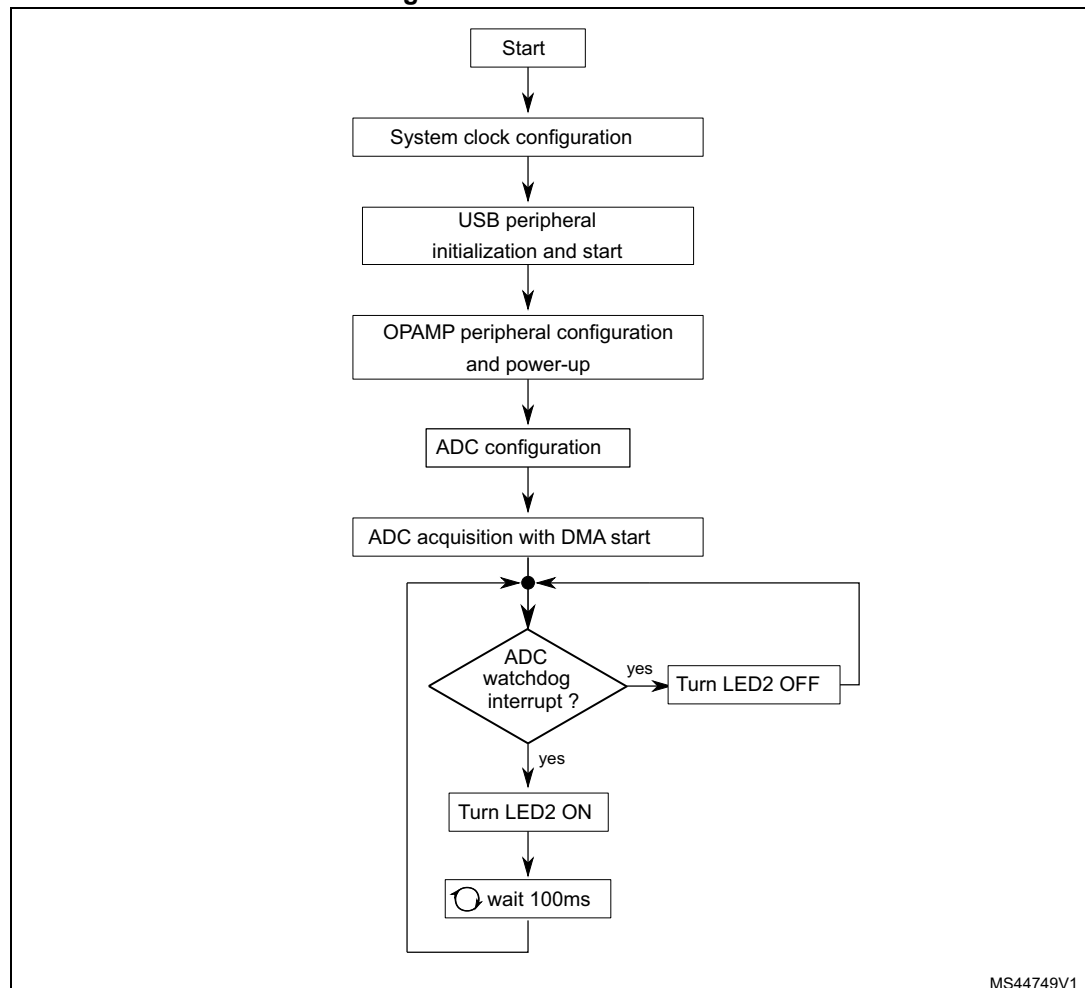 Start
System clock configuration
USB peripheral
initialization and start
OPAMP peripheral configuration
and power-up
ADC configuration
ADC acquisition with DMA start
ADC
watchdog
interrupt ?
yes
Turn LED2 OFF
yes
Turn LED2 ON
wait 100ms
MS44749V1